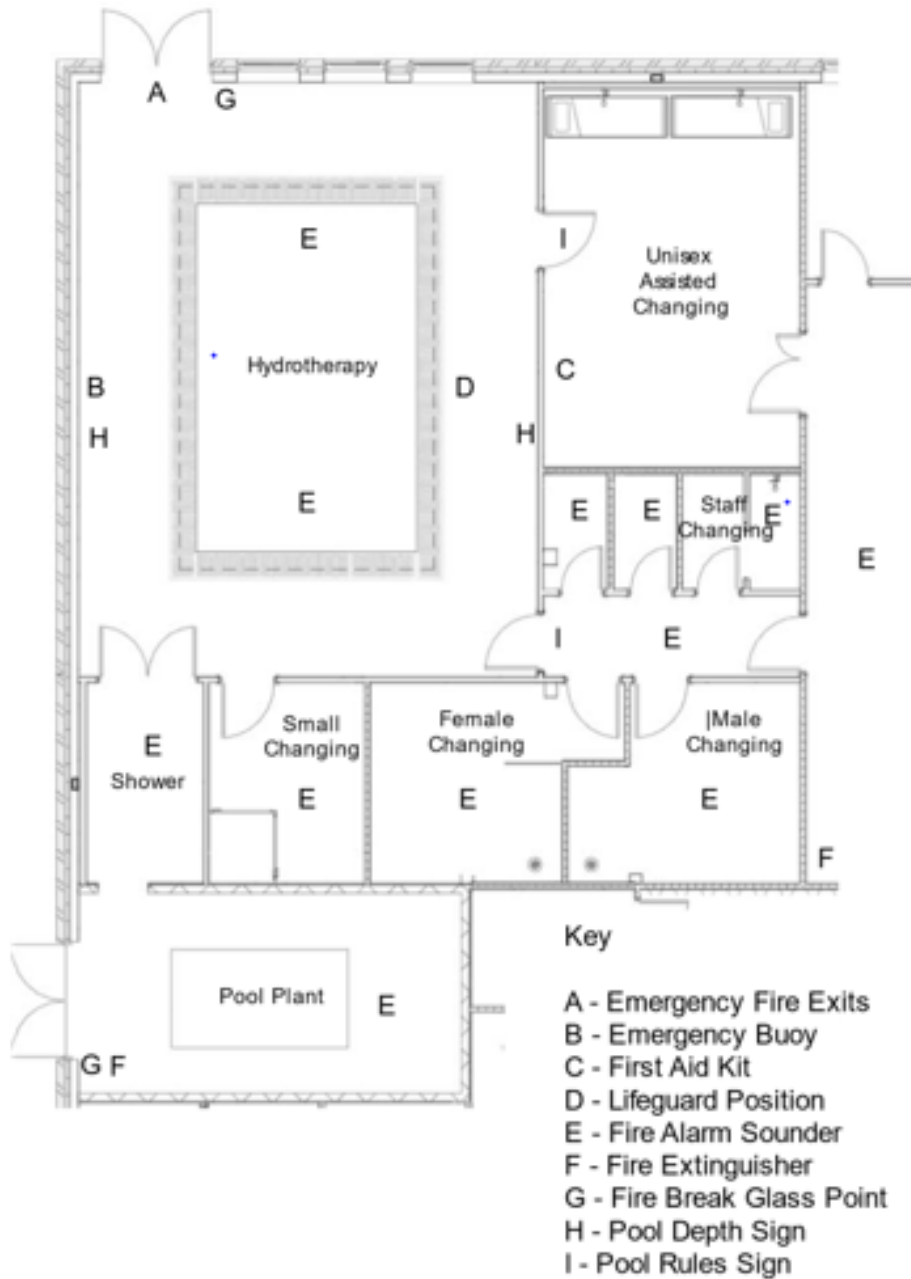 A
G
E
I
Unisex
Assisted
Changing
Hydrotherapy
B
D
C
H
H
E
E
E
Staff
Changing
E
E
I
E
Small
Changing
Female
Changing
|Male
Changing
E
Shower
E
E
E
F
Pool Plant
E
G F
Key
A - Emergency Fire Exits
B - Emergency Buoy
C - First Aid Kit
D - Lifeguard Position
E - Fire Alarm Sounder
F - Fire Extinguisher
G - Fire Break Glass Point
H - Pool Depth Sign
I - Pool Rules Sign